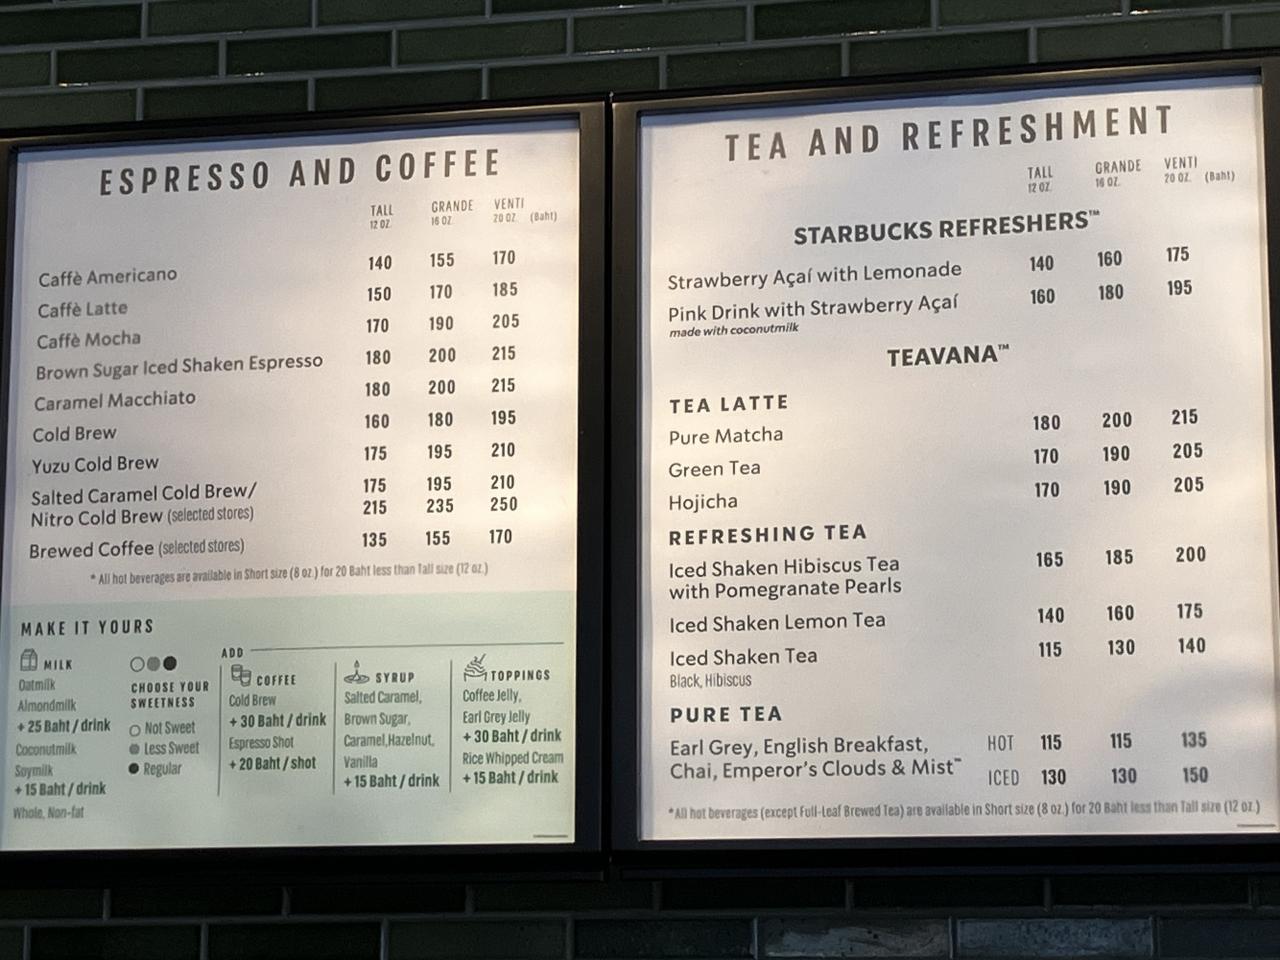 ESPRESSO AND COFFEE
TALL GRANDE VENTI
12 OZ. 16 OZ. 20 OZ. (Baht)
Caffè Americano 140 155 170
Caffè Latte 150 170 185
Caffè Mocha 170 190 205
Brown Sugar Iced Shaken Espresso 180 200 215
Caramel Macchiato 180 200 215
Cold Brew 160 180 195
Yuzu Cold Brew 175 195 210
Salted Caramel Cold Brew/ 175 195 210
Nitro Cold Brew (selected stores) 215 235 250
Brewed Coffee (selected stores) 135 155 170
* All hot beverages are available in Short size (8 oz.) for 20 Baht less than Tall size (12 oz.)
MAKE IT YOURS
MILK
Oatmilk
Almondmilk
+ 25 Baht / drink
Coconutmilk
Soymilk
+ 15 Baht / drink
Whole, Non-fat
CHOOSE YOUR
SWEETNESS
Not Sweet
Less Sweet
Regular
ADD
COFFEE
Cold Brew
+ 30 Baht / drink
Espresso Shot
+ 20 Baht / shot
SYRUP
Salted Caramel,
Brown Sugar,
Caramel,Hazelnut,
Vanilla
+ 15 Baht / drink
TOPPINGS
Coffee Jelly,
Earl Grey Jelly
+ 30 Baht / drink
Rice Whipped Cream
+ 15 Baht / drink
TEA AND REFRESHMENT
TALL GRANDE VENTI
12 OZ. 16 OZ. 20 OZ. (Baht)
STARBUCKS REFRESHERS™
Strawberry Açaí with Lemonade 140 160 175
Pink Drink with Strawberry Açaí 160 180 195
made with coconutmilk
TEAVANA™
TEA LATTE
Pure Matcha 180 200 215
Green Tea 170 190 205
Hojicha 170 190 205
REFRESHING TEA
Iced Shaken Hibiscus Tea 165 185 200
with Pomegranate Pearls
Iced Shaken Lemon Tea 140 160 175
Iced Shaken Tea 115 130 140
Black, Hibiscus
PURE TEA
Earl Grey, English Breakfast, HOT 115 115 135
Chai, Emperor's Clouds & Mist™ ICED 130 130 150
*All hot beverages (except Full-Leaf Brewed Tea) are available in Short size (8 oz.) for 20 Baht less than Tall size (12 oz.)